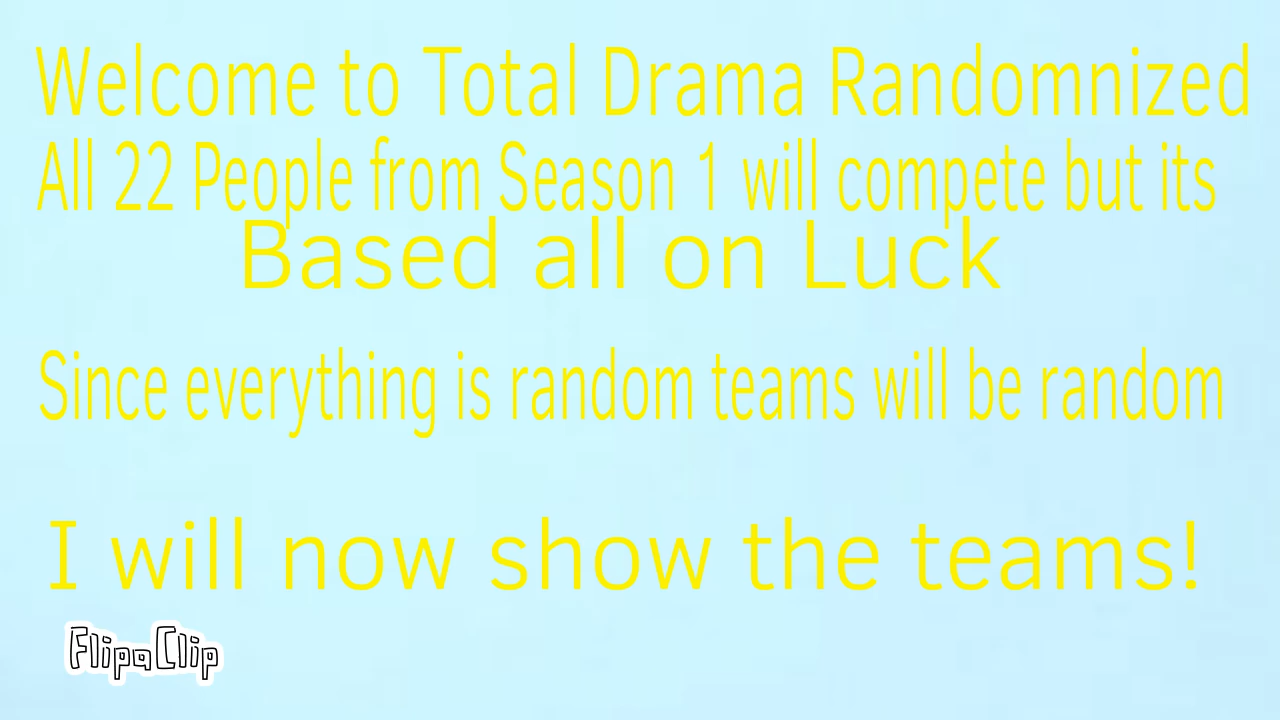 Welcome to Total Drama Randomnized
All 22 People from Season 1 will compete but its
Based all on Luck
Since everything is random teams will be random
I will now show the teams!
FlipaClip